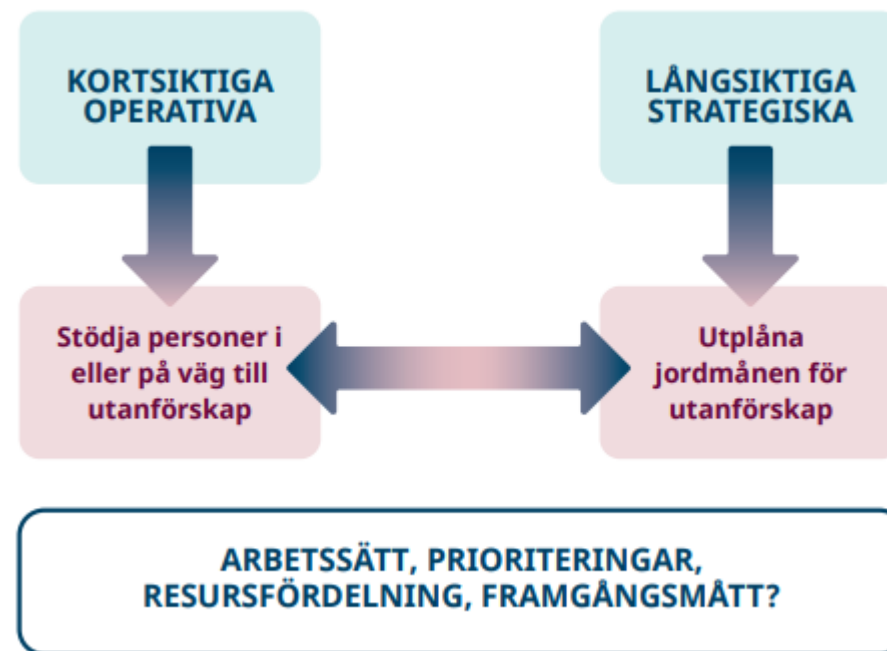 KORTSIKTIGA
OPERATIVA
LÅNGSIKTIGA
STRATEGISKA
Stödja personer i
eller på väg till
utanförskap
Utplåna
jordmånen för
utanförskap
ARBETSSÄTT, PRIORITERINGAR,
RESURSFÖRDELNING, FRAMGÅNGSMÅTT?